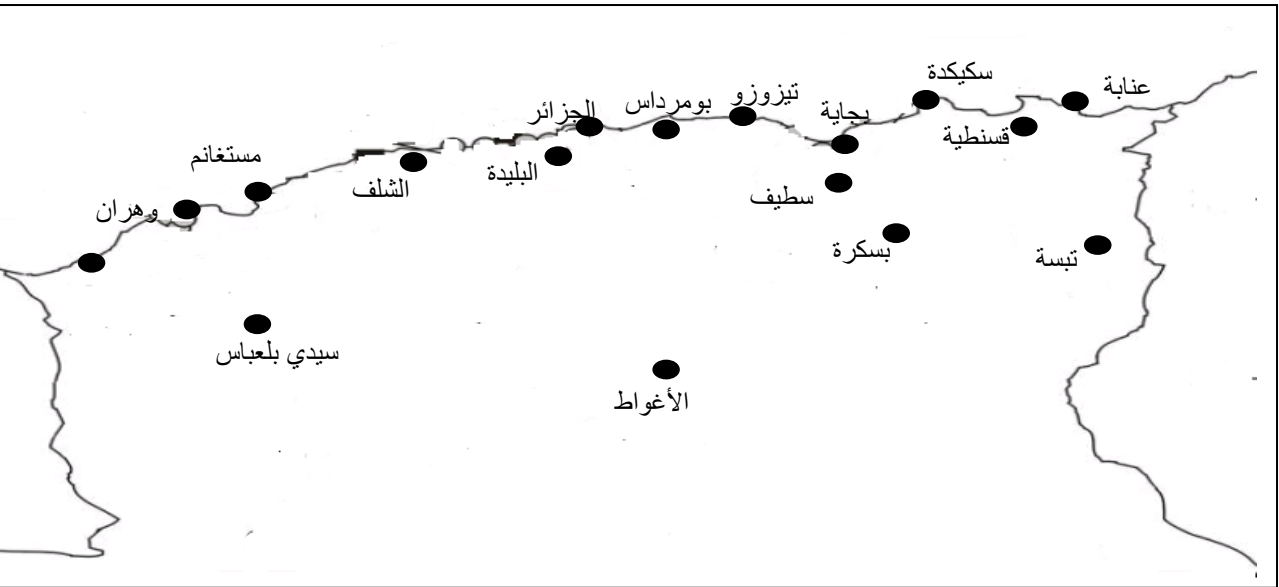 سكيكدة
عنابة
تيزوزو
بومرداس
الجزائر
بجاية
قسنطية
مستغانم
البليدة
الشلف
سطيف
وهران
بسكرة
تبسة
سيدي بلعباس
الأغواط